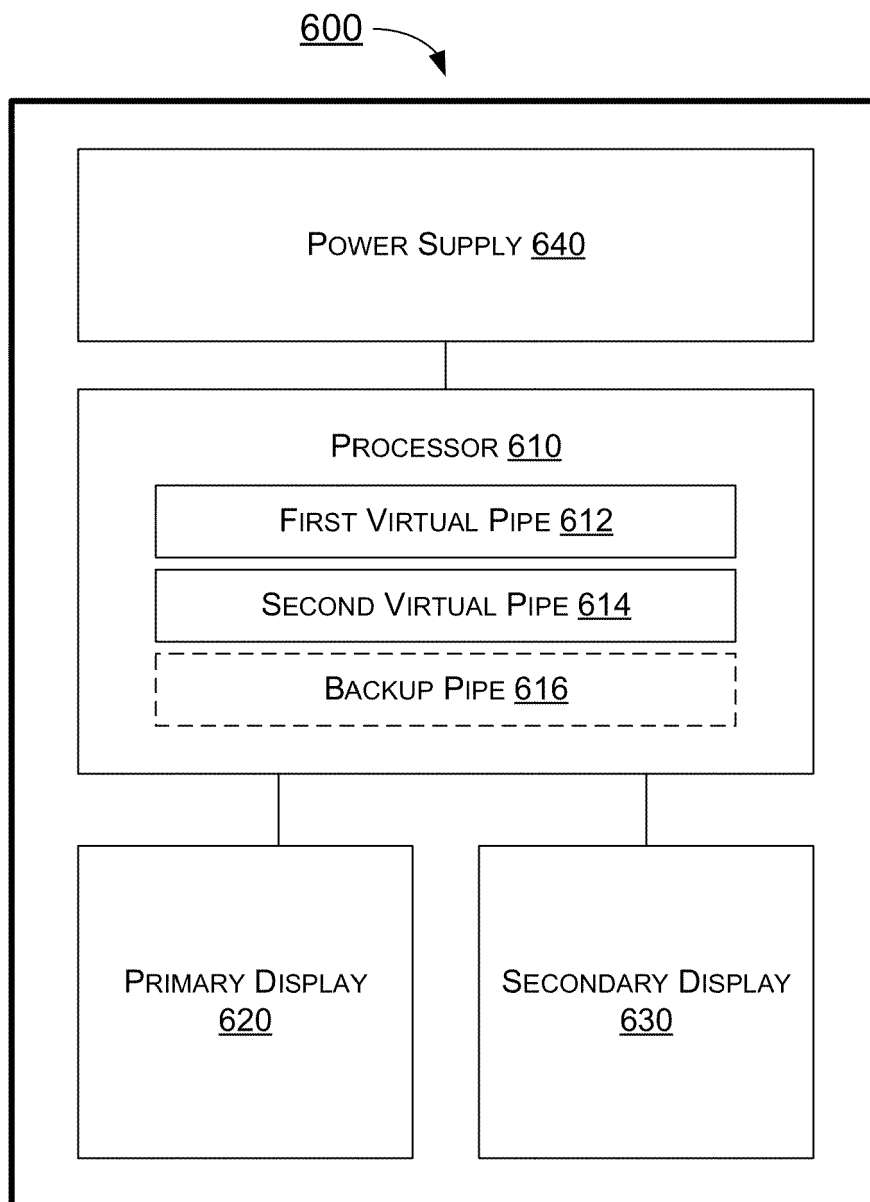 600
POWER SUPPLY 640
PROCESSOR 610
FIRST VIRTUAL PIPE 612
SECOND VIRTUAL PIPE 614
BACKUP PIPE 616
PRIMARY DISPLAY
620
SECONDARY DISPLAY
630